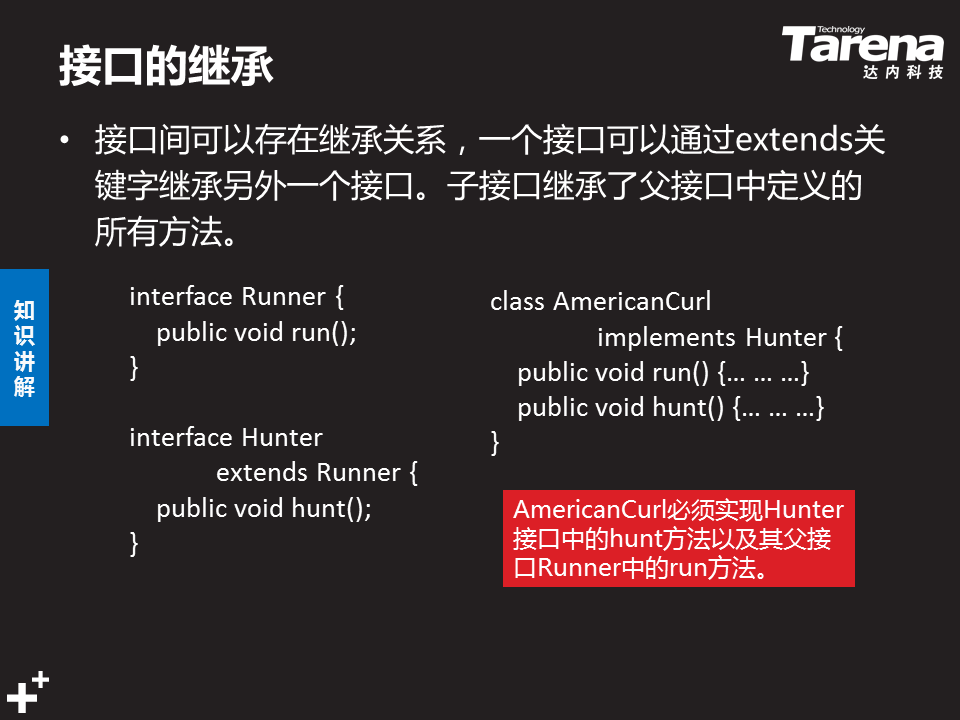 接口的继承
Technology
Tarena
达内科技
• 接口间可以存在继承关系，一个接口可以通过extends关
键字继承另外一个接口。子接口继承了父接口中定义的
所有方法。
知识讲解
interface Runner {
public void run();
}
interface Hunter
extends Runner {
public void hunt();
}
class AmericanCurl
implements Hunter {
public void run() {… … …}
public void hunt() {… … …}
}
AmericanCurl必须实现Hunter
接口中的hunt方法以及其父接
口Runner中的run方法。